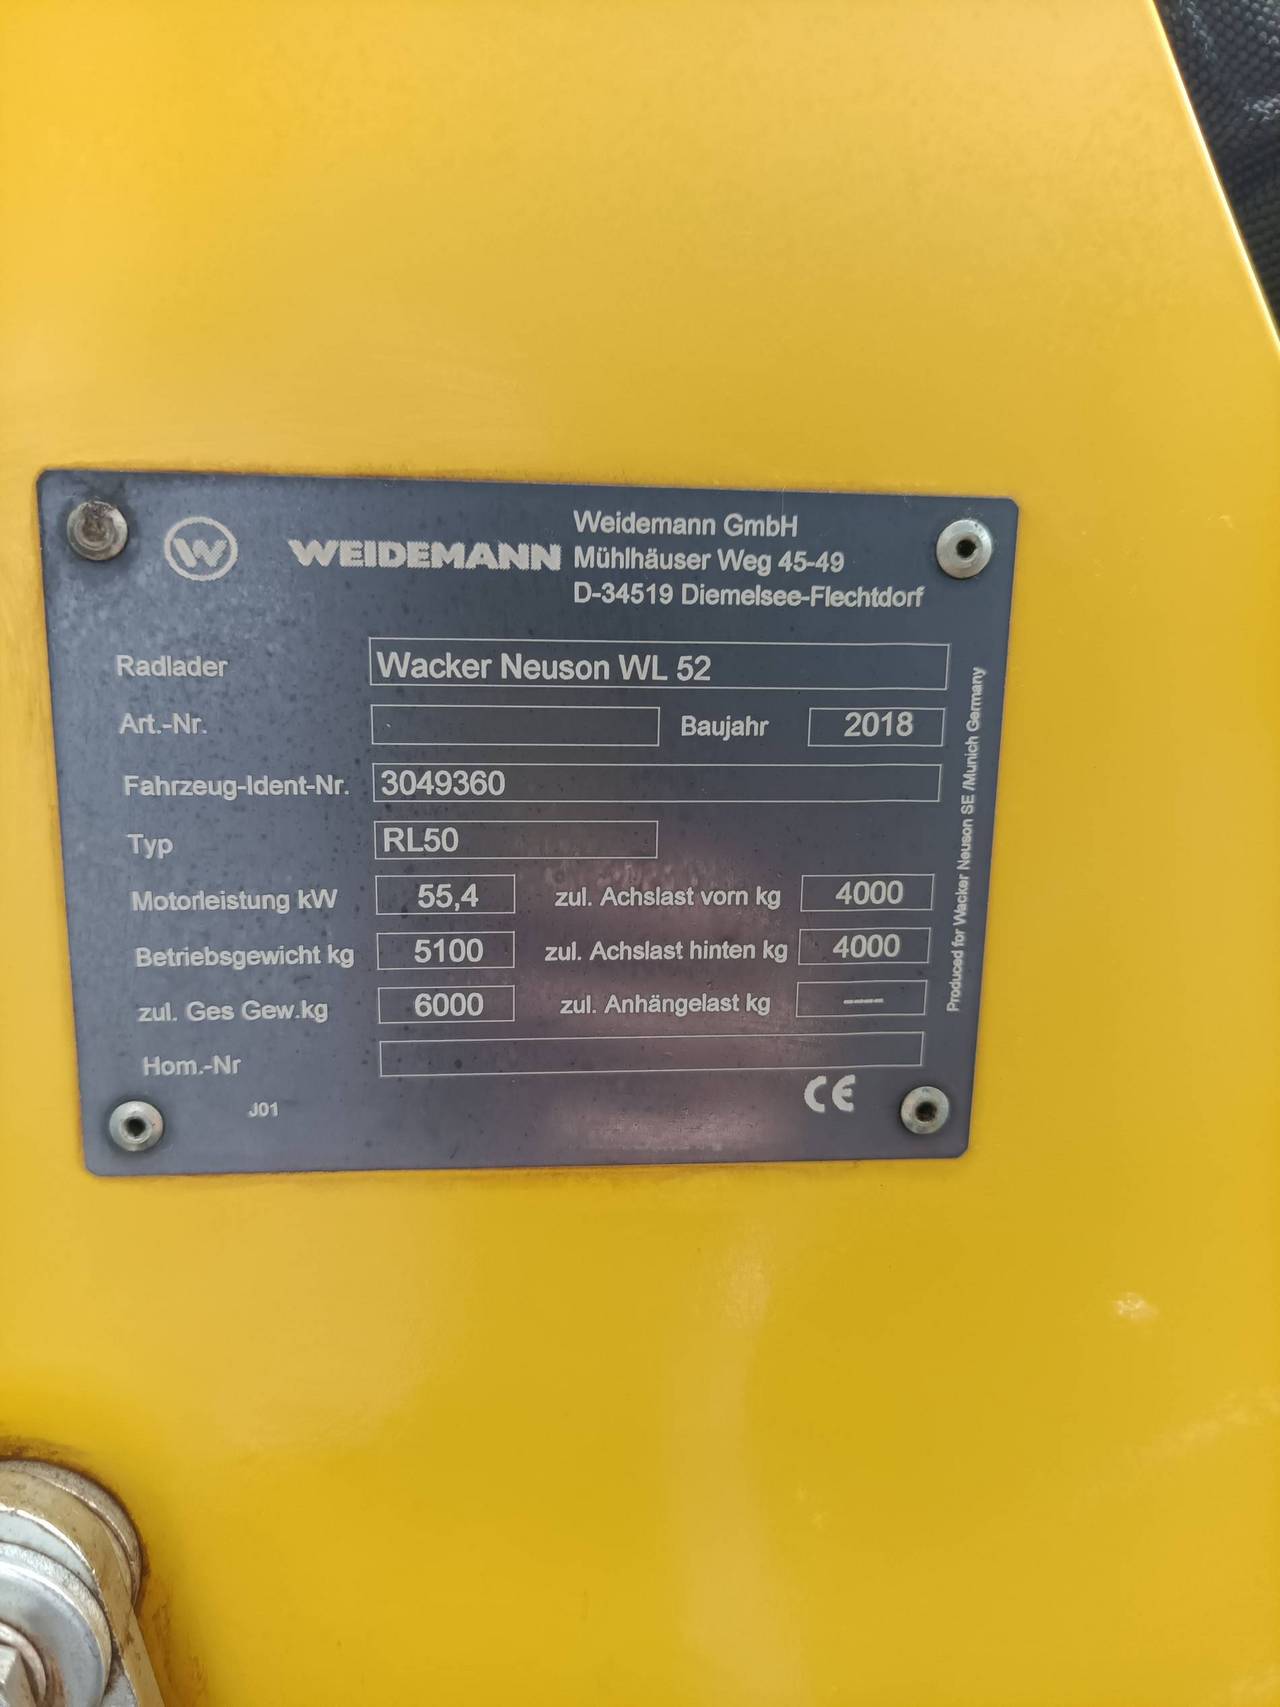 W WEIDEMANN
Weidemann GmbH
Mühlhäuser Weg 45-49
D-34519 Diemelsee-Flechtdorf
Radlader Wacker Neuson WL 52
Art.-Nr. Baujahr 2018
Fahrzeug-Ident-Nr. 3049360
Typ RL50
Motorleistung kW 55,4 zul. Achslast vorn kg 4000
Betriebsgewicht kg 5100 zul. Achslast hinten kg 4000
zul. Ges Gew.kg 6000 zul. Anhängelast kg ----
Hom.-Nr
J01 CE
Produced for Wacker Neuson SE /Munich Germany